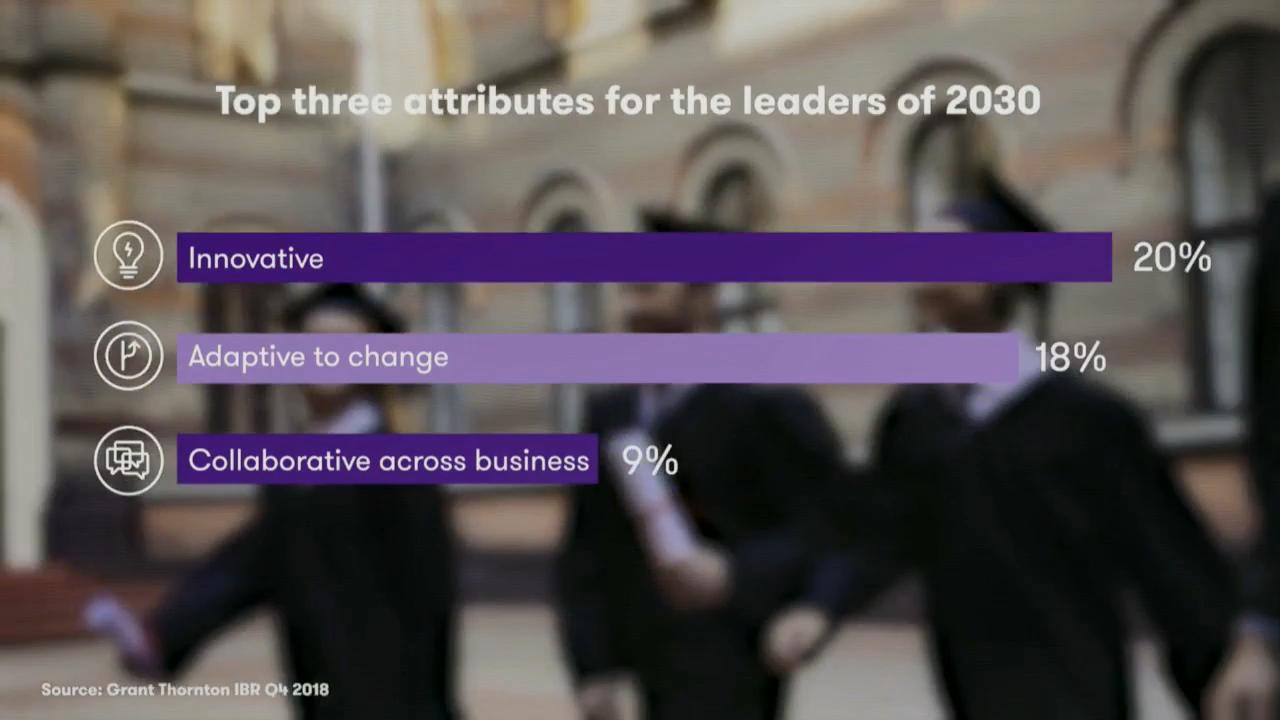 Top three attributes for the leaders of 2030
Innovative 20%
Adaptive to change 18%
Collaborative across business 9%
Source: Grant Thornton IBR Q4 2018